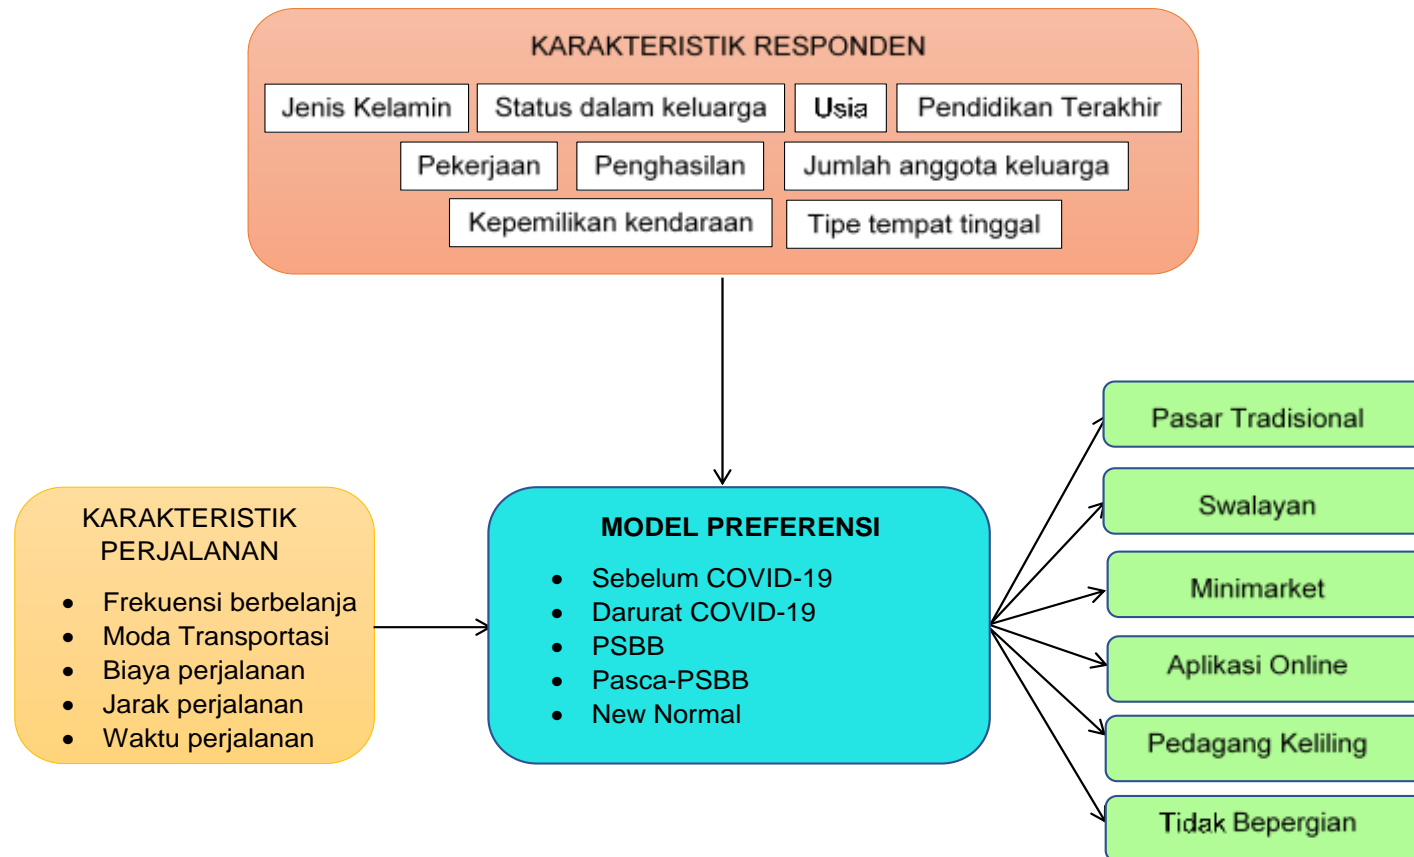 KARAKTERISTIK RESPONDEN
Jenis Kelamin
Status dalam keluarga
Usia
Pendidikan Terakhir
Pekerjaan
Penghasilan
Jumlah anggota keluarga
Kepemilikan kendaraan
Tipe tempat tinggal
KARAKTERISTIK
PERJALANAN
• Frekuensi berbelanja
• Moda Transportasi
• Biaya perjalanan
• Jarak perjalanan
• Waktu perjalanan
MODEL PREFERENSI
• Sebelum COVID-19
• Darurat COVID-19
• PSBB
• Pasca-PSBB
• New Normal
Pasar Tradisional
Swalayan
Minimarket
Aplikasi Online
Pedagang Keliling
Tidak Bepergian